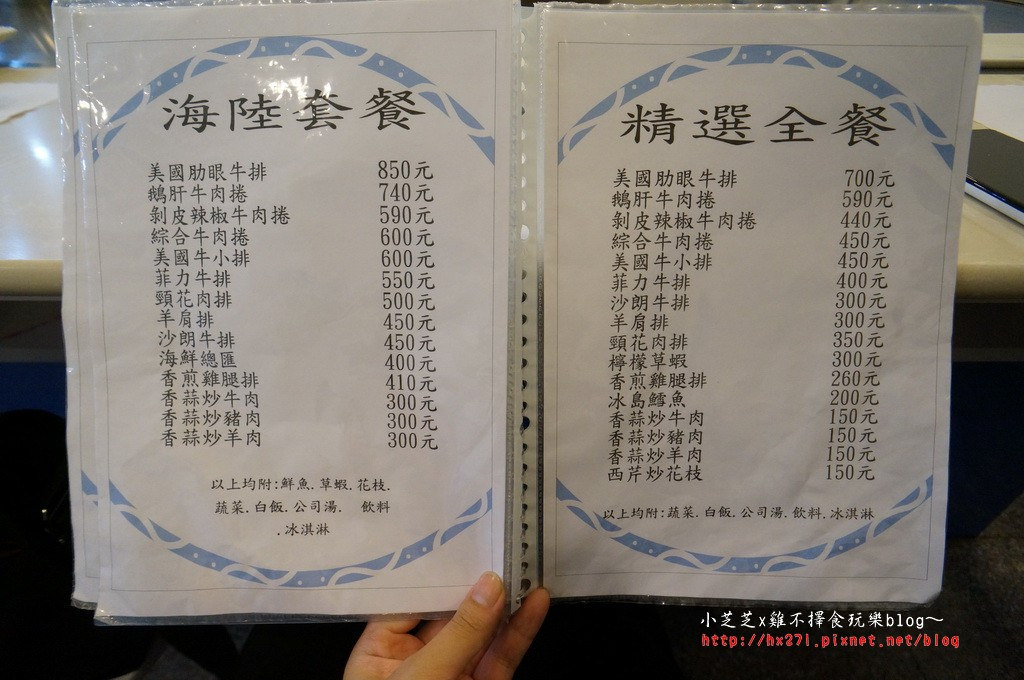 海陸套餐
美國肋眼牛排 850元
鵝肝牛肉捲 740元
剝皮辣椒牛肉捲 590元
綜合牛肉捲 600元
美國牛小排 600元
菲力牛排 550元
頸花肉排 500元
羊肩排 450元
沙朗牛排 450元
海鮮總匯 400元
香煎雞腿排 410元
香蒜炒牛肉 300元
香蒜炒豬肉 300元
香蒜炒羊肉 300元
以上均附:鮮魚.草蝦.花枝.
蔬菜.白飯.公司湯. 飲料
.冰淇淋
精選全餐
美國肋眼牛排 700元
鵝肝牛肉捲 590元
剝皮辣椒牛肉捲 440元
綜合牛肉捲 450元
美國牛小排 450元
菲力牛排 400元
沙朗牛排 300元
羊肩排 300元
頸花肉排 350元
檸檬草蝦 300元
香煎雞腿排 260元
冰島鱈魚 200元
香蒜炒牛肉 150元
香蒜炒豬肉 150元
香蒜炒羊肉 150元
西芹炒花枝 150元
以上均附:蔬菜.白飯.公司湯.飲料.冰淇淋
小芝芝x雞不擇食玩樂blog～
http://hx271.pixnet.net/blog